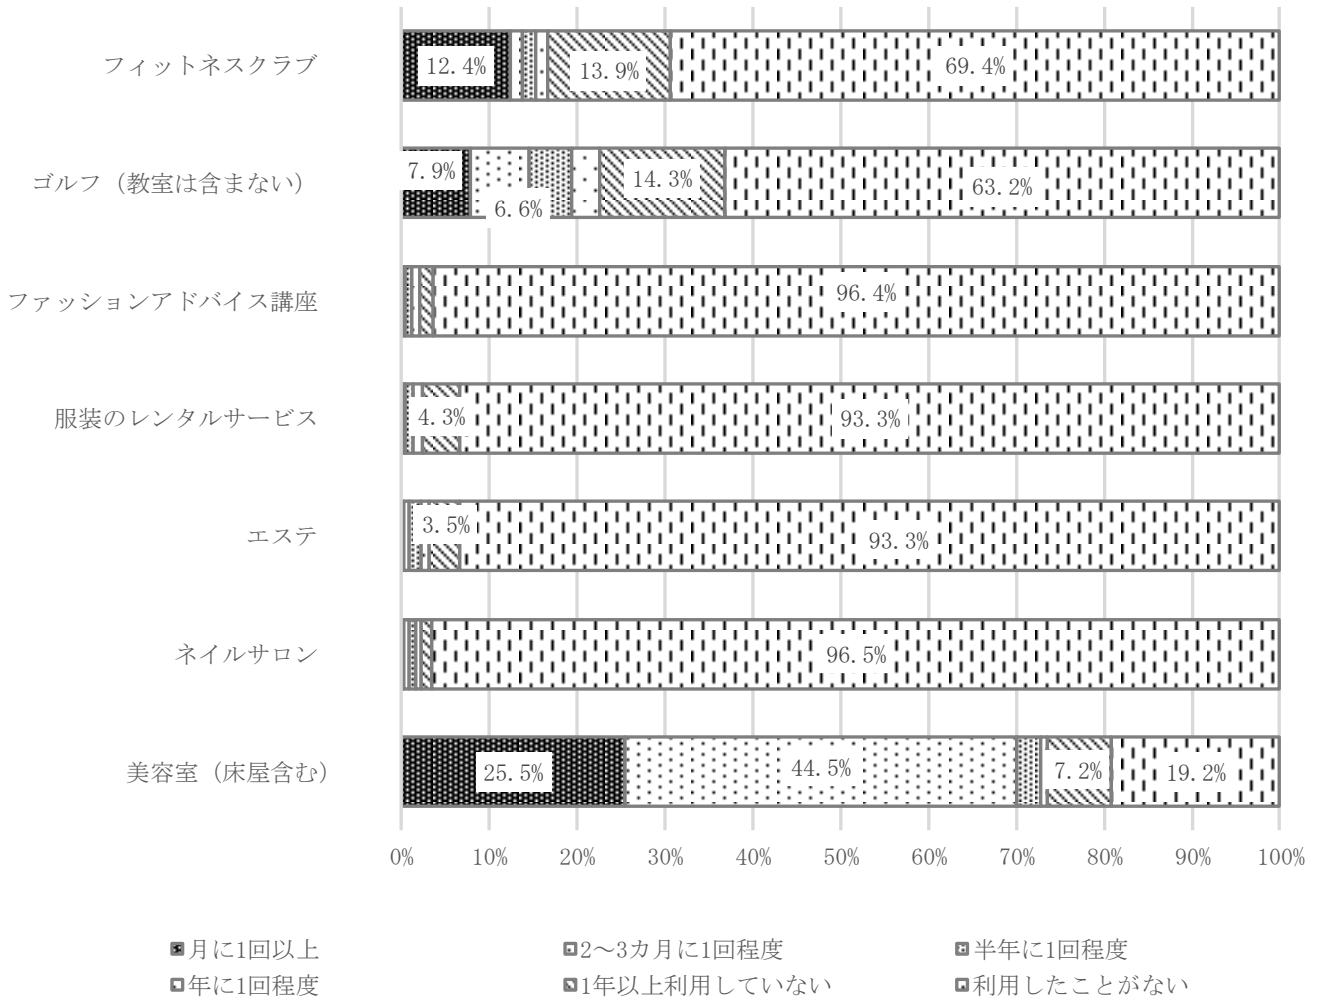 フィットネスクラブ
12.4%
13.9%
69.4%
ゴルフ（教室は含まない）
7.9%
6.6%
14.3%
63.2%
ファッションアドバイス講座
96.4%
服装のレンタルサービス
4.3%
93.3%
エステ
3.5%
93.3%
ネイルサロン
96.5%
美容室（床屋含む）
25.5%
44.5%
7.2%
19.2%
0% 10% 20% 30% 40% 50% 60% 70% 80% 90% 100%
月に1回以上 2～3カ月に1回程度 半年に1回程度
年に1回程度 1年以上利用していない 利用したことがない